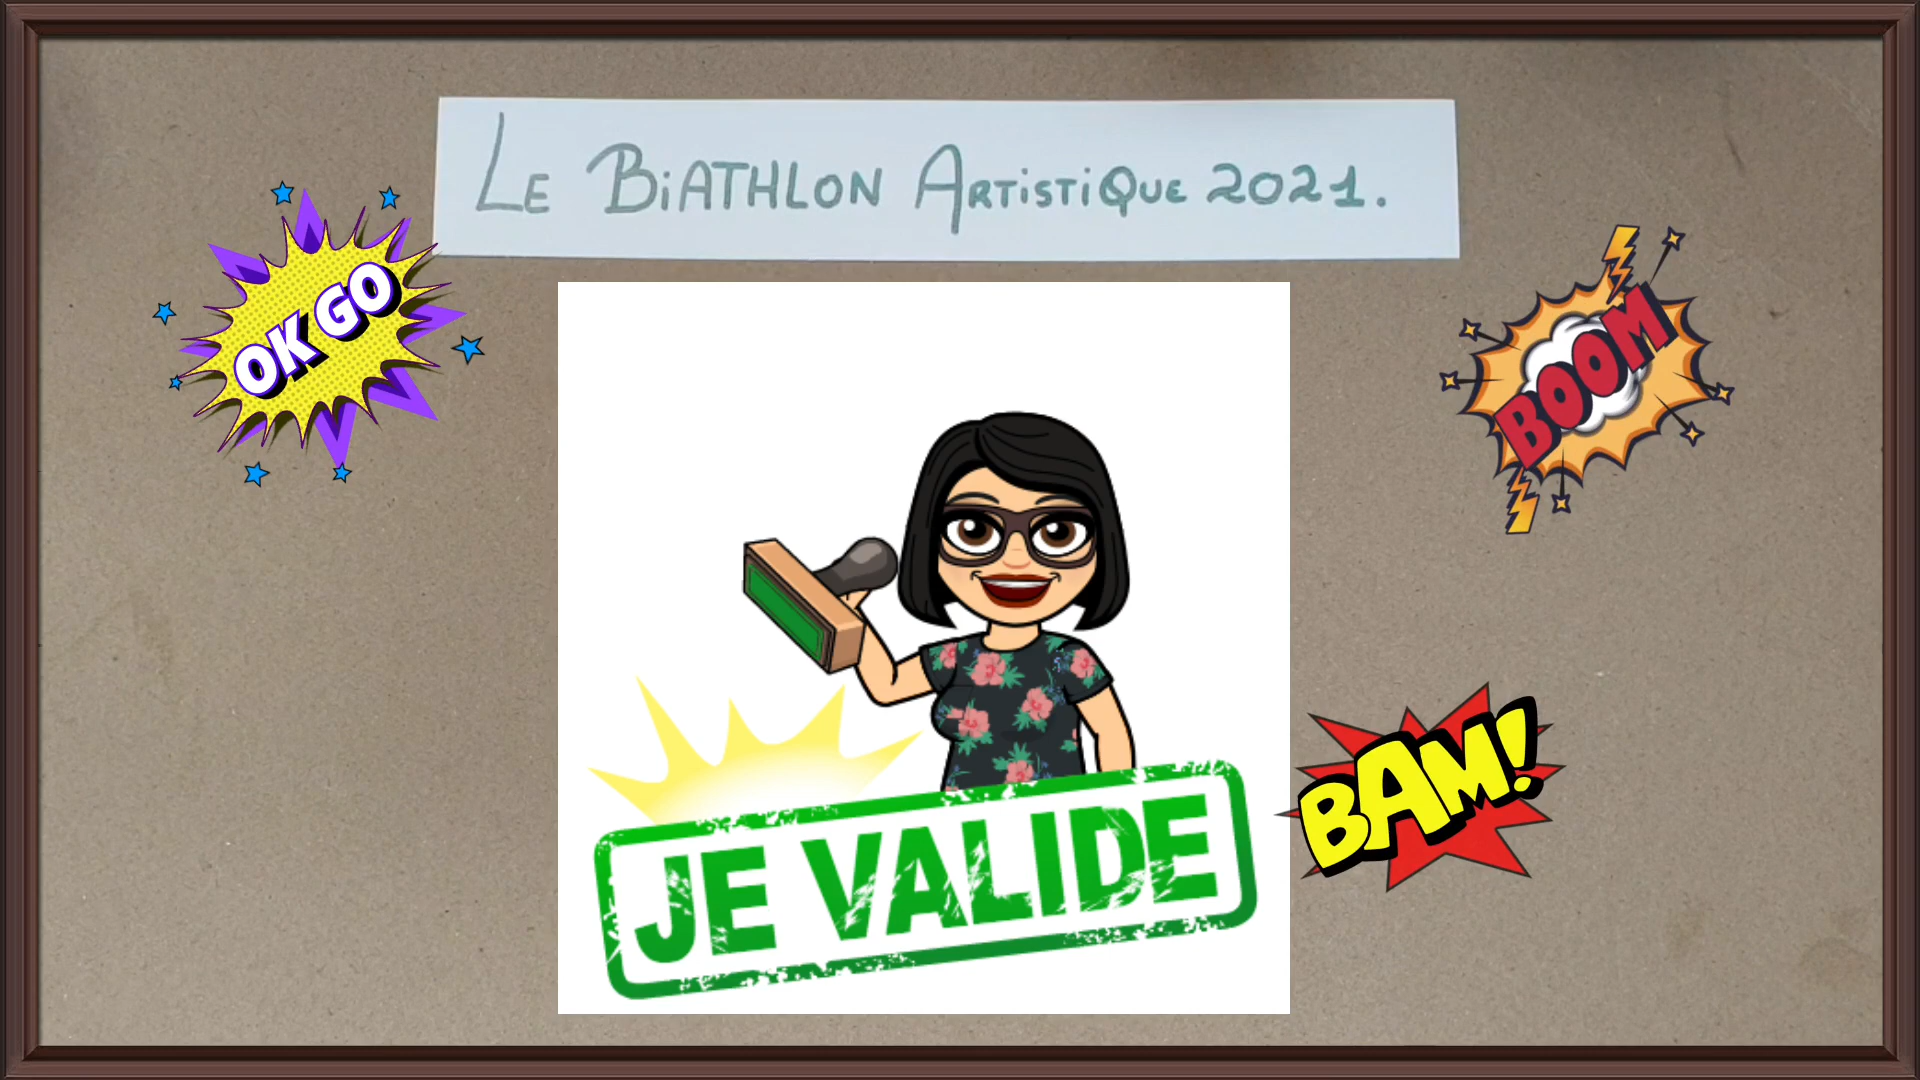 LE BiATHLON ARTiSTiQUE 2021.
OK GO
BOOM
BAM!
JE VALIDE